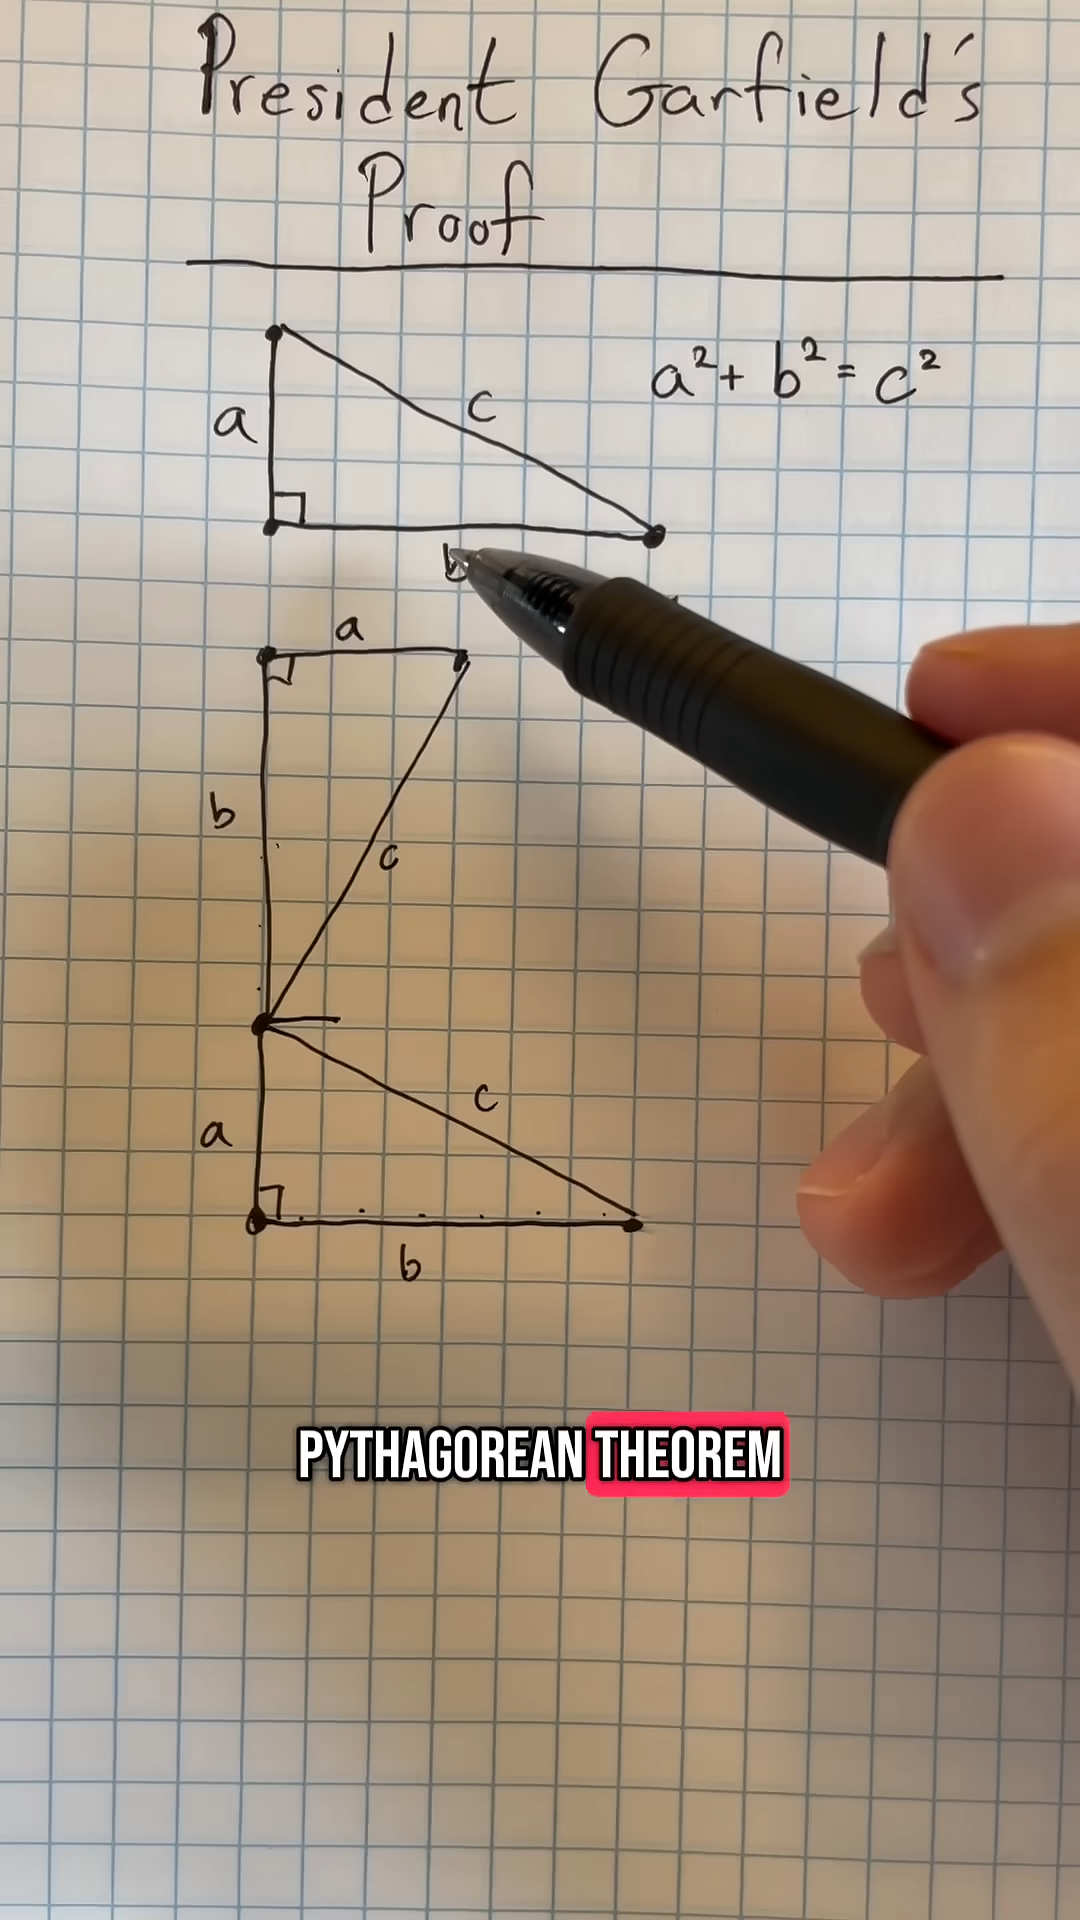 President Garfield's
Proof
a
c
a² + b² = c²
b
a
b
c
c
a
b
PYTHAGOREAN THEOREM